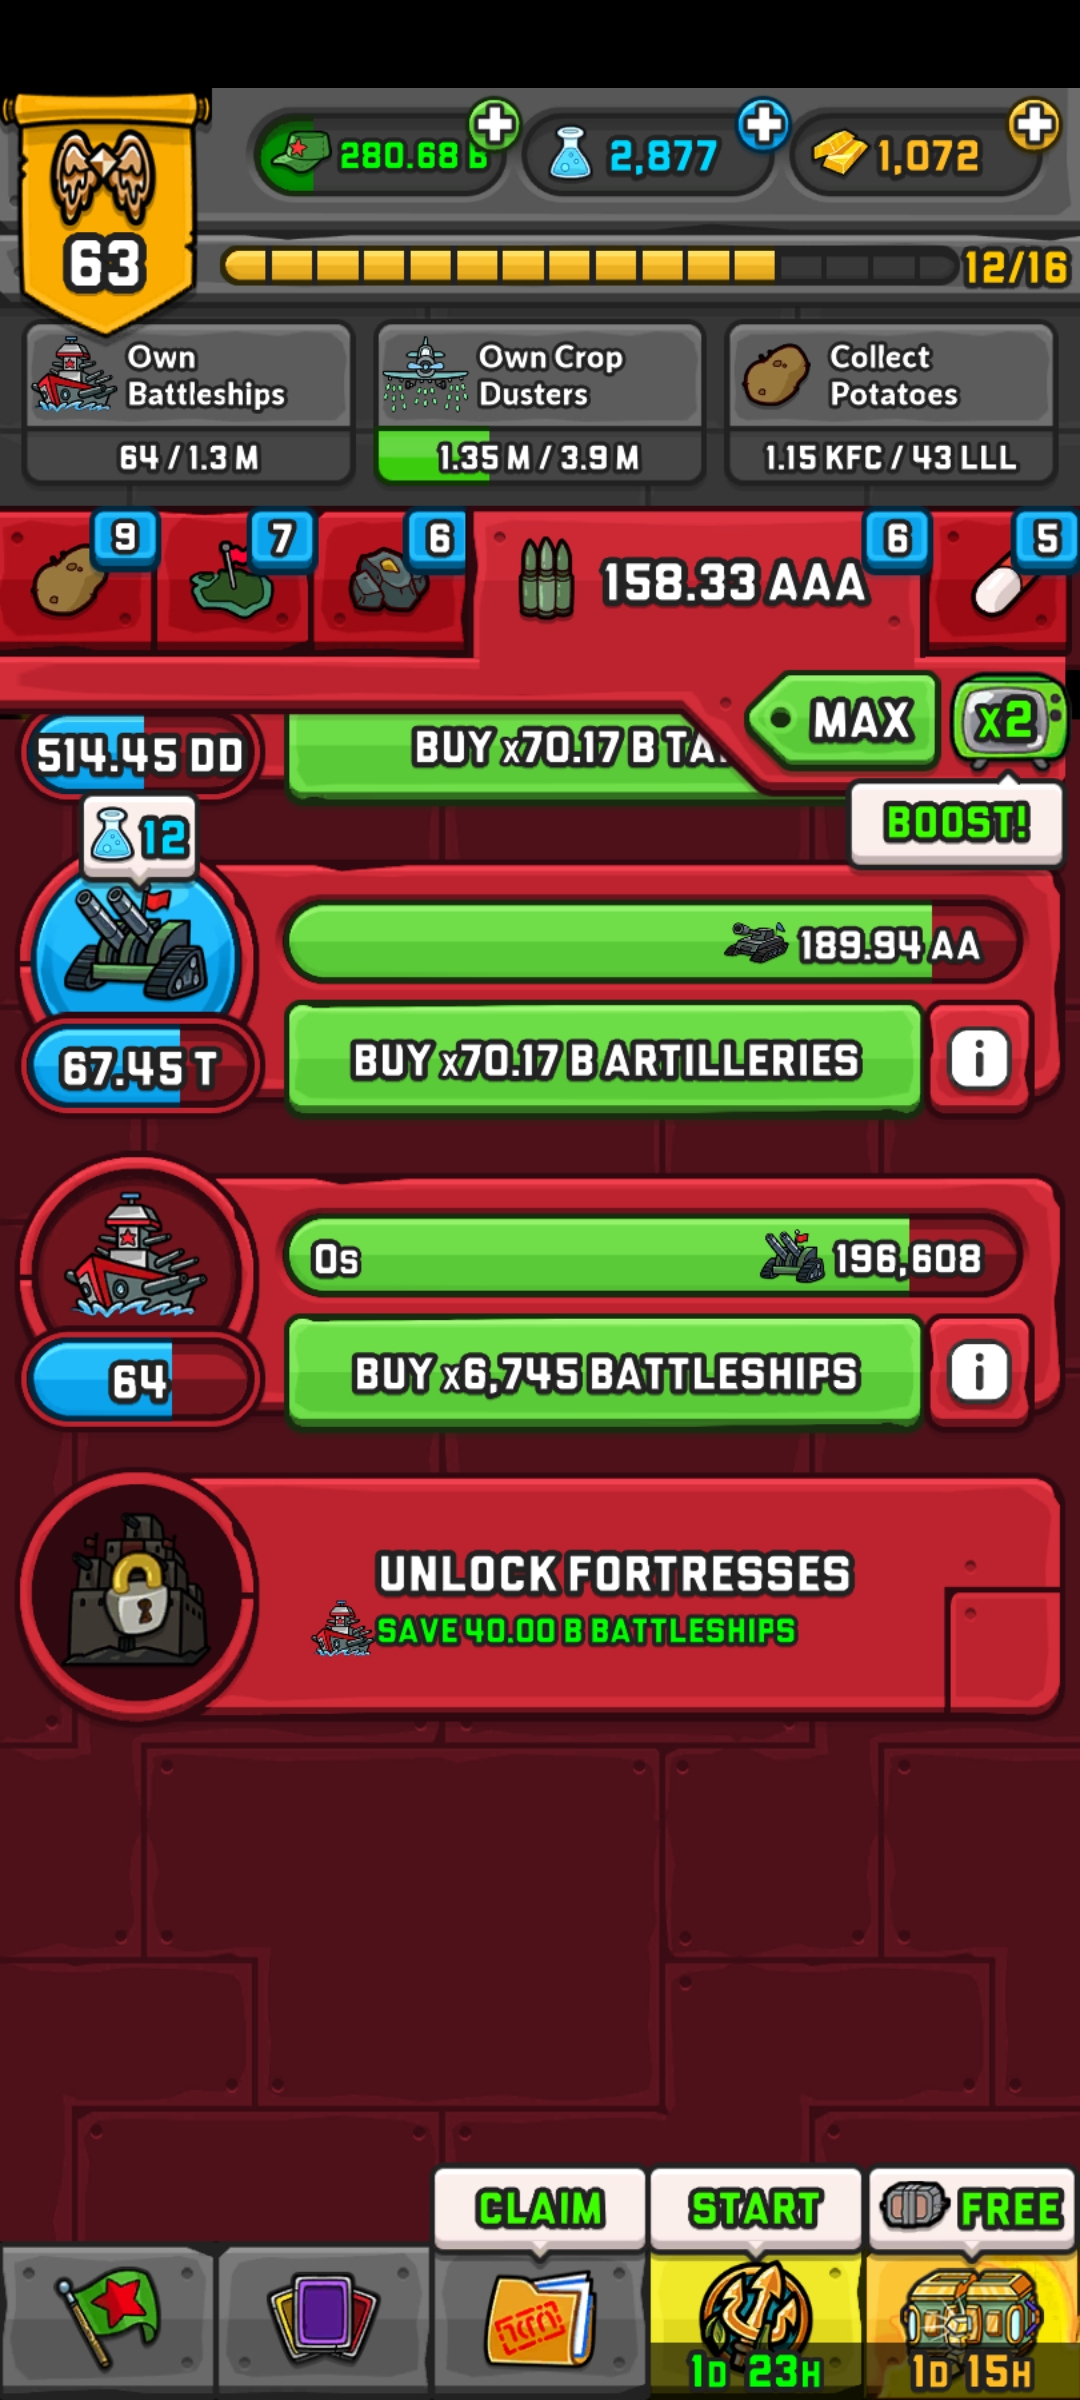 280.68 B
2,877
1,072
63
12/16
Own
Battleships
64 / 1.3 M
Own Crop
Dusters
1.35 M / 3.9 M
Collect
Potatoes
1.15 KFC / 43 LLL
9
7
6
158.33 AAA
6
5
MAX
x2
514.45 DD
BUY x70.17 B
BOOST!
12
189.94 AA
67.45 T
BUY x70.17 B ARTILLERIES
i
0s
196,608
64
BUY x6,745 BATTLESHIPS
i
UNLOCK FORTRESSES
SAVE 40.00 B BATTLESHIPS
CLAIM
START
FREE
1D 23H
1D 15H